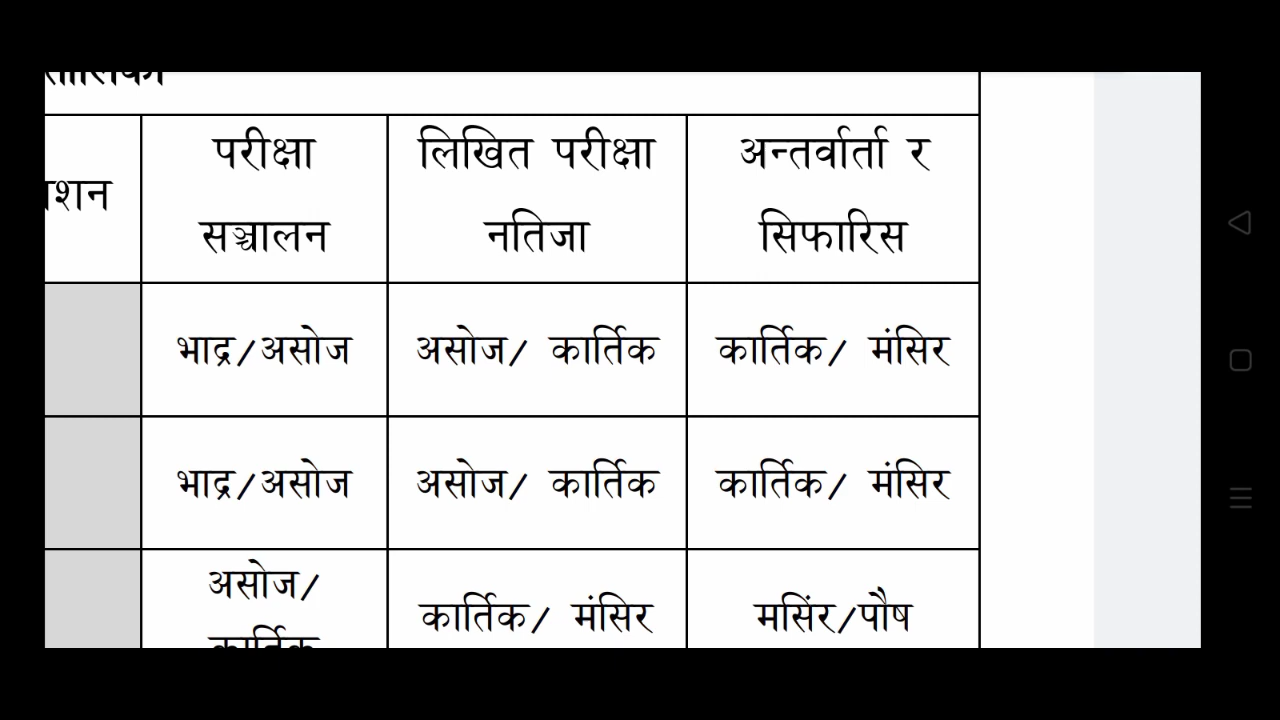 तालिका
परीक्षा
सञ्चालन
लिखित परीक्षा
नतिजा
अन्तर्वार्ता र
सिफारिस
भाद्र/असोज
असोज/ कार्तिक
कार्तिक/ मंसिर
भाद्र/असोज
असोज/ कार्तिक
कार्तिक/ मंसिर
असोज/
कार्तिक
कार्तिक/ मंसिर
मसिंर/पौष